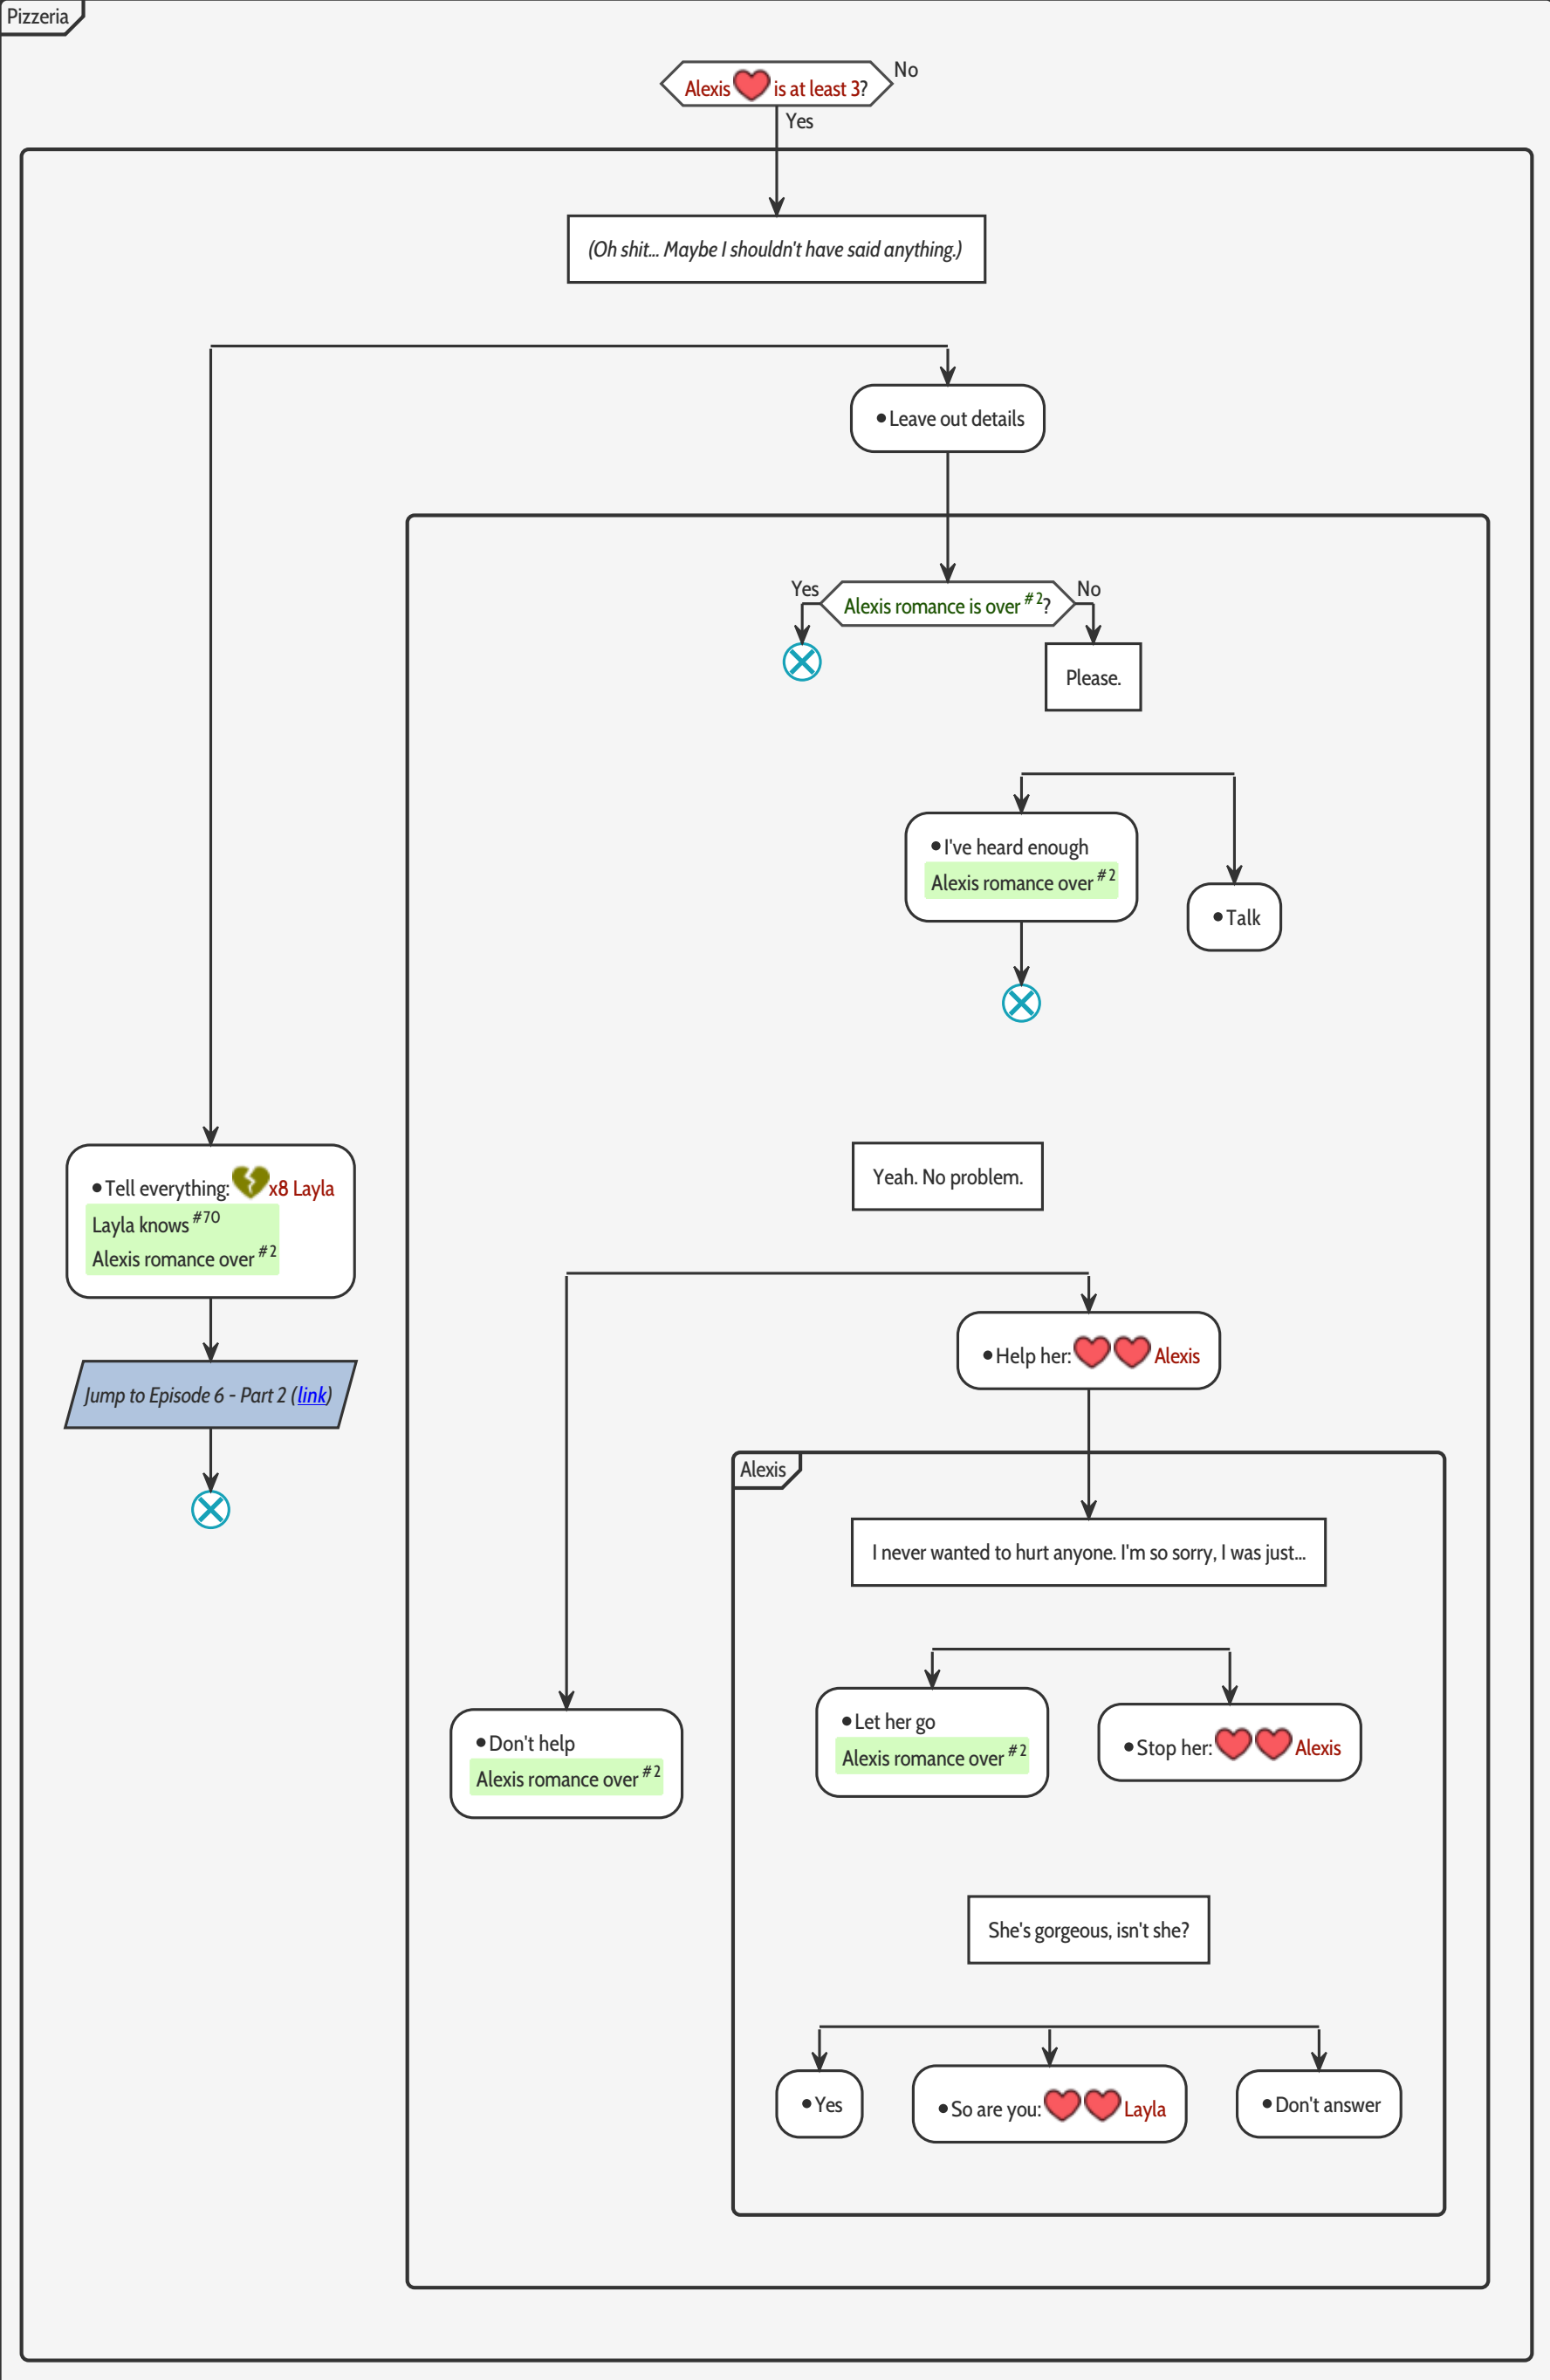 Pizzeria
Alexis is at least 3?
No
Yes
(Oh shit... Maybe I shouldn't have said anything.)
•Leave out details
Yes
Alexis romance is over #2?
No
Please.
•I've heard enough
Alexis romance over #2
•Talk
Yeah. No problem.
•Tell everything: x8 Layla
Layla knows #70
Alexis romance over #2
•Help her: Alexis
Jump to Episode 6 - Part 2 (link)
Alexis
I never wanted to hurt anyone. I'm so sorry, I was just...
•Don't help
Alexis romance over #2
•Let her go
Alexis romance over #2
•Stop her: Alexis
She's gorgeous, isn't she?
•Yes
•So are you: Layla
•Don't answer